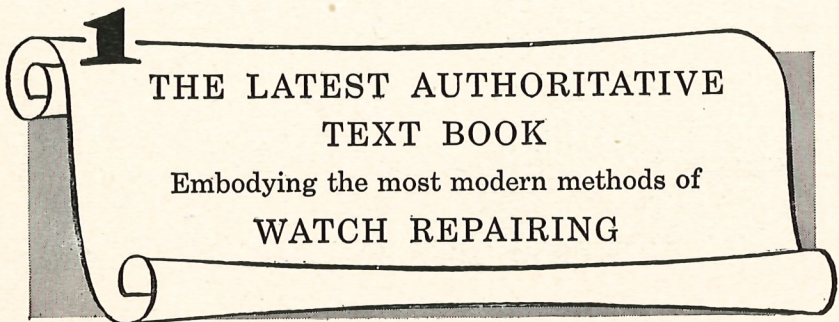 1
THE LATEST AUTHORITATIVE
TEXT BOOK
Embodying the most modern methods of
WATCH REPAIRING